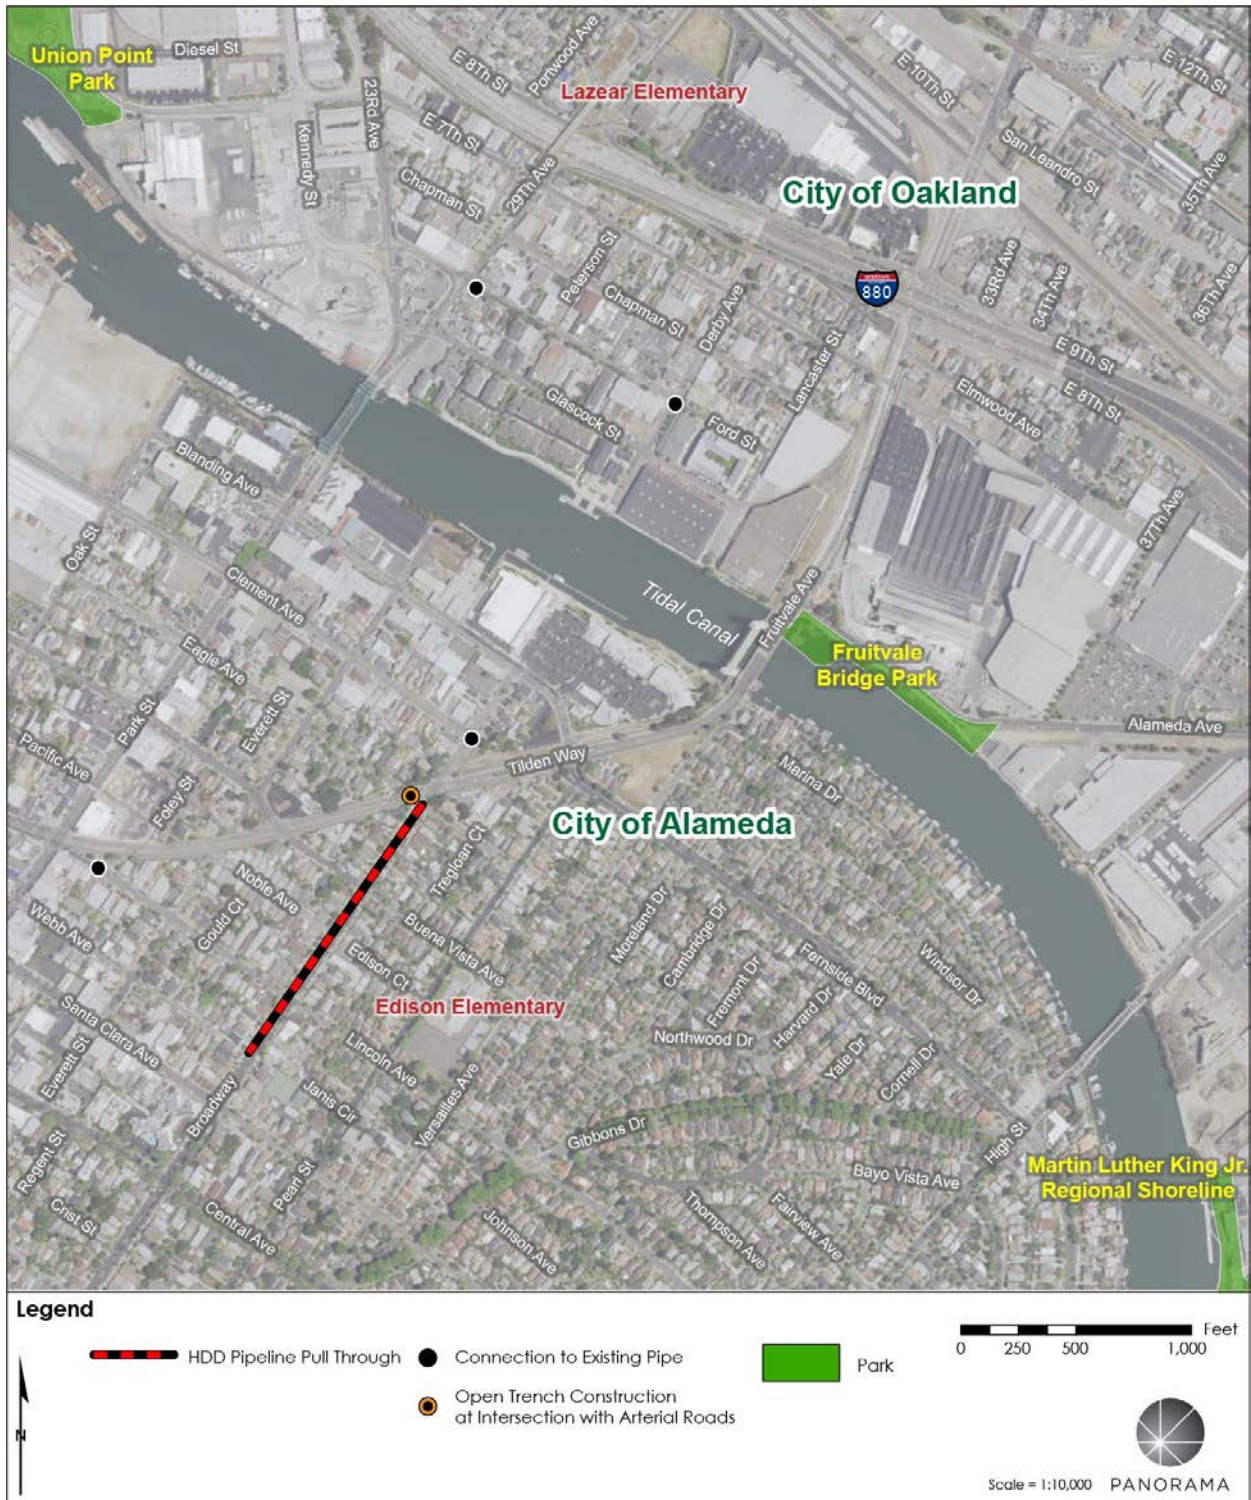 Union Point
Park
Diesel St
23Rd Ave
Kennedy St
E 8Th St
Portwood Ave
Lazear Elementary
E 10Th St
E 12Th St
E 7Th St
Chapman St
29Th Ave
San Leandro St
35Th Ave
City of Oakland
Peterson St
Chapman St
Derby Ave
880
33Rd Ave
34Th Ave
36Th Ave
Lancaster St
E 9Th St
E 8Th St
Elmwood Ave
Glascock St
Ford St
Blanding Ave
37Th Ave
Oak St
Clement Ave
Tidal Canal
Fruitvale Ave
Eagle Ave
Fruitvale
Bridge Park
Park St
Everett St
Alameda Ave
Pacific Ave
Foley St
Tilden Way
Marina Dr
City of Alameda
Tregloan Ct
Noble Ave
Webb Ave
Gould Ct
Buena Vista Ave
Moreland Dr
Cambridge Dr
Edison Ct
Fernside Blvd
Windsor Dr
Edison Elementary
Fremont Dr
Harvard Dr
Santa Clara Ave
Everett St
Lincoln Ave
Northwood Dr
Yale Dr
Cornell Dr
Broadway
Janis Cir
Versailles Ave
Gibbons Dr
High St
Regent St
Pearl St
Bayo Vista Ave
Martin Luther King Jr.
Regional Shoreline
Crist St
Central Ave
Johnson Ave
Thompson Ave
Fairview Ave
Legend
HDD Pipeline Pull Through
Connection to Existing Pipe
Open Trench Construction
at Intersection with Arterial Roads
Park
Feet
0 250 500 1,000
N
Scale = 1:10,000
PANORAMA